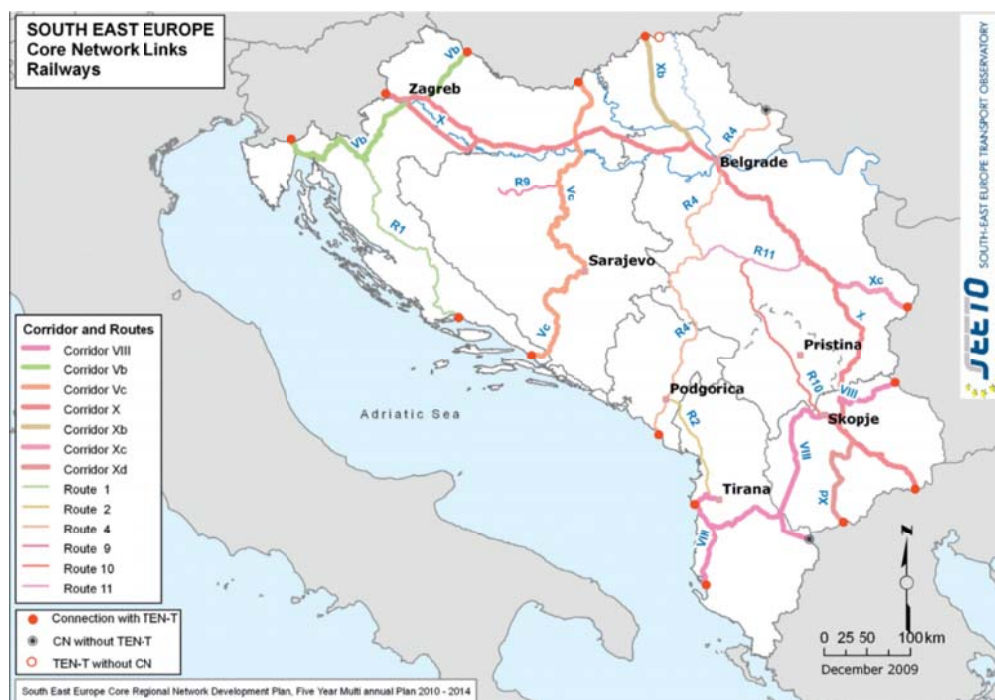 SOUTH EAST EUROPE
Core Network Links
Railways
SOUTH-EAST EUROPE TRANSPORT OBSERVATORY
SEETO
Vb
Zagreb
X
Vb
Xb
R4
Belgrade
R9
Vc
R4
R1
Sarajevo
R11
Xc
Vc
R4
X
Pristina
R10
VIII
Podgorica
Skopje
R2
VIII
Adriatic Sea
Tirana
Xd
VIII
Corridor and Routes
Corridor VIII
Corridor Vb
Corridor Vc
Corridor X
Corridor Xb
Corridor Xc
Corridor Xd
Route 1
Route 2
Route 4
Route 9
Route 10
Route 11
Connection with TEN-T
CN without TEN-T
TEN-T without CN
N
0 25 50 100 km
December 2009
South East Europe Core Regional Network Development Plan, Five Year Multi annual Plan 2010 - 2014